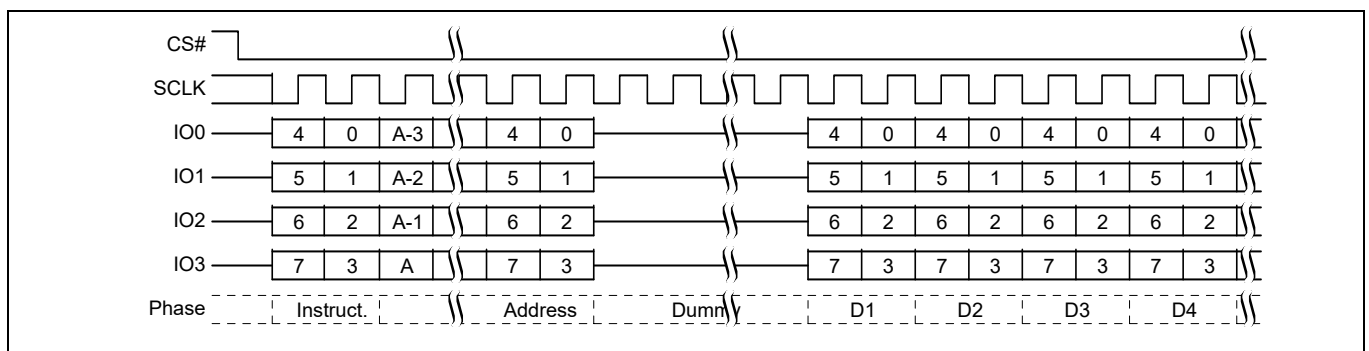 CS#
SCLK
IO0 4 0 A-3 4 0 4 0 4 0 4 0 4 0
IO1 5 1 A-2 5 1 5 1 5 1 5 1 5 1
IO2 6 2 A-1 6 2 6 2 6 2 6 2 6 2
IO3 7 3 A 7 3 7 3 7 3 7 3 7 3
Phase Instruct. Address Dummy D1 D2 D3 D4